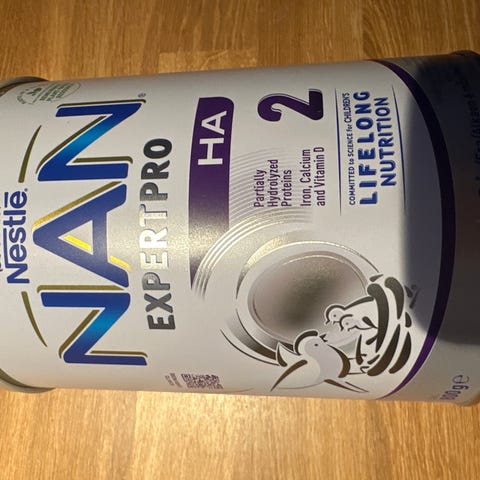 Nestlé
NAN
EXPERTPRO
HA
2
Partially
Hydrolyzed
Proteins
Iron, Calcium
and Vitamin D
COMMITTED to SCIENCE for CHILDREN'S
LIFELONG
NUTRITION
800 g e